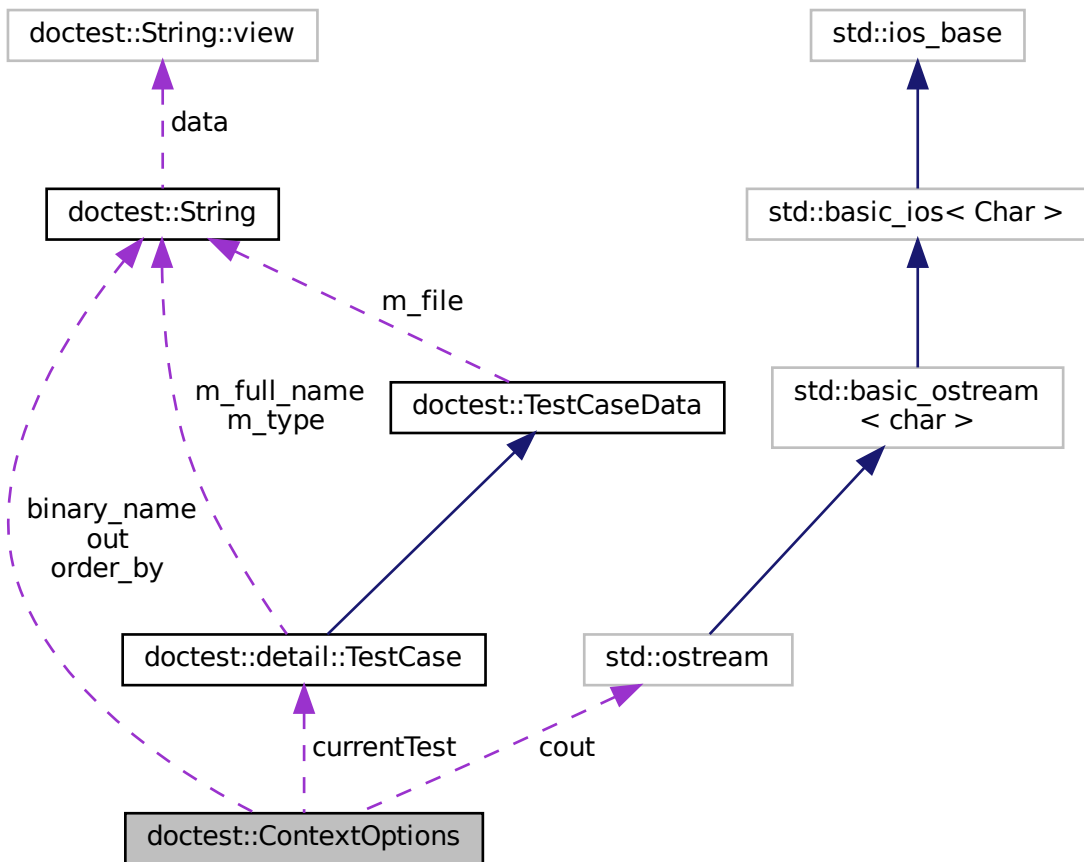 doctest::String::view
std::ios_base
data
doctest::String
std::basic_ios< Char >
m_file
m_full_name
m_type
doctest::TestCaseData
std::basic_ostream
< char >
binary_name
out
order_by
doctest::detail::TestCase
std::ostream
currentTest
cout
doctest::ContextOptions